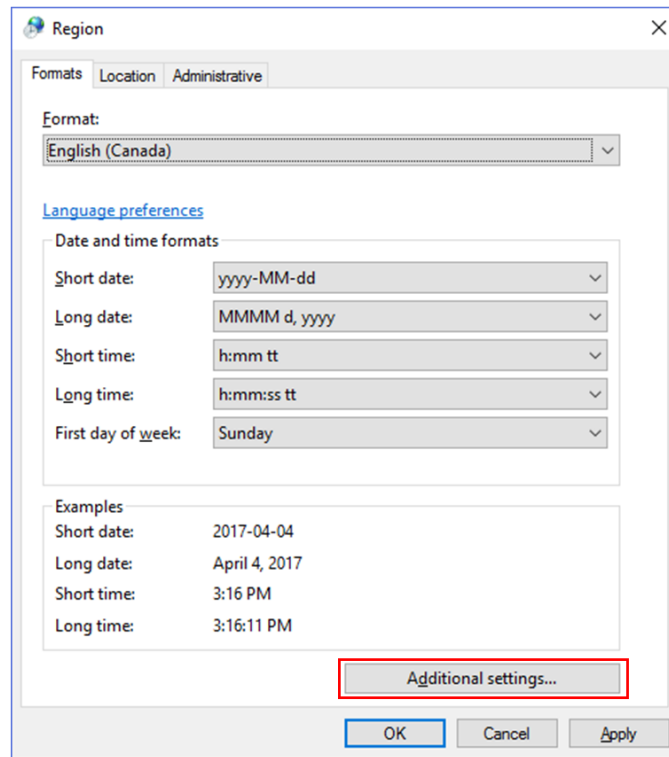 Region
Formats Location Administrative
Format:
English (Canada)
Language preferences
Date and time formats
Short date: yyyy-MM-dd
Long date: MMMM d, yyyy
Short time: h:mm tt
Long time: h:mm:ss tt
First day of week: Sunday
Examples
Short date: 2017-04-04
Long date: April 4, 2017
Short time: 3:16 PM
Long time: 3:16:11 PM
Additional settings...
OK Cancel Apply